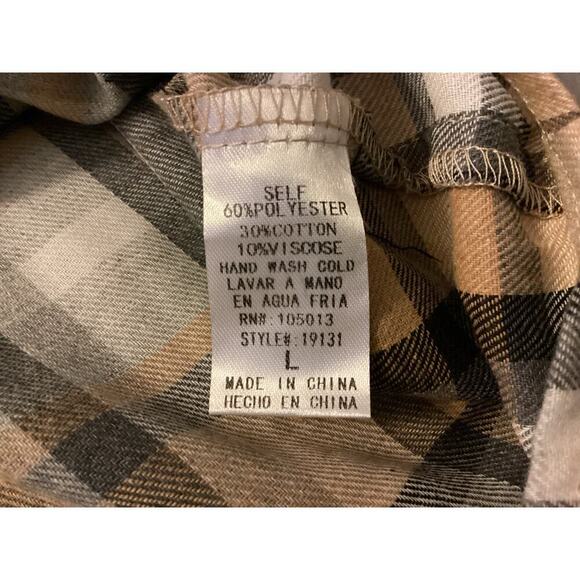 SELF
60%POLYESTER
30%COTTON
10%VISCOSE
HAND WASH COLD
LAVAR A MANO
EN AGUA FRIA
RN#: 105013
STYLE#: 19131
L
MADE IN CHINA
HECHO EN CHINA